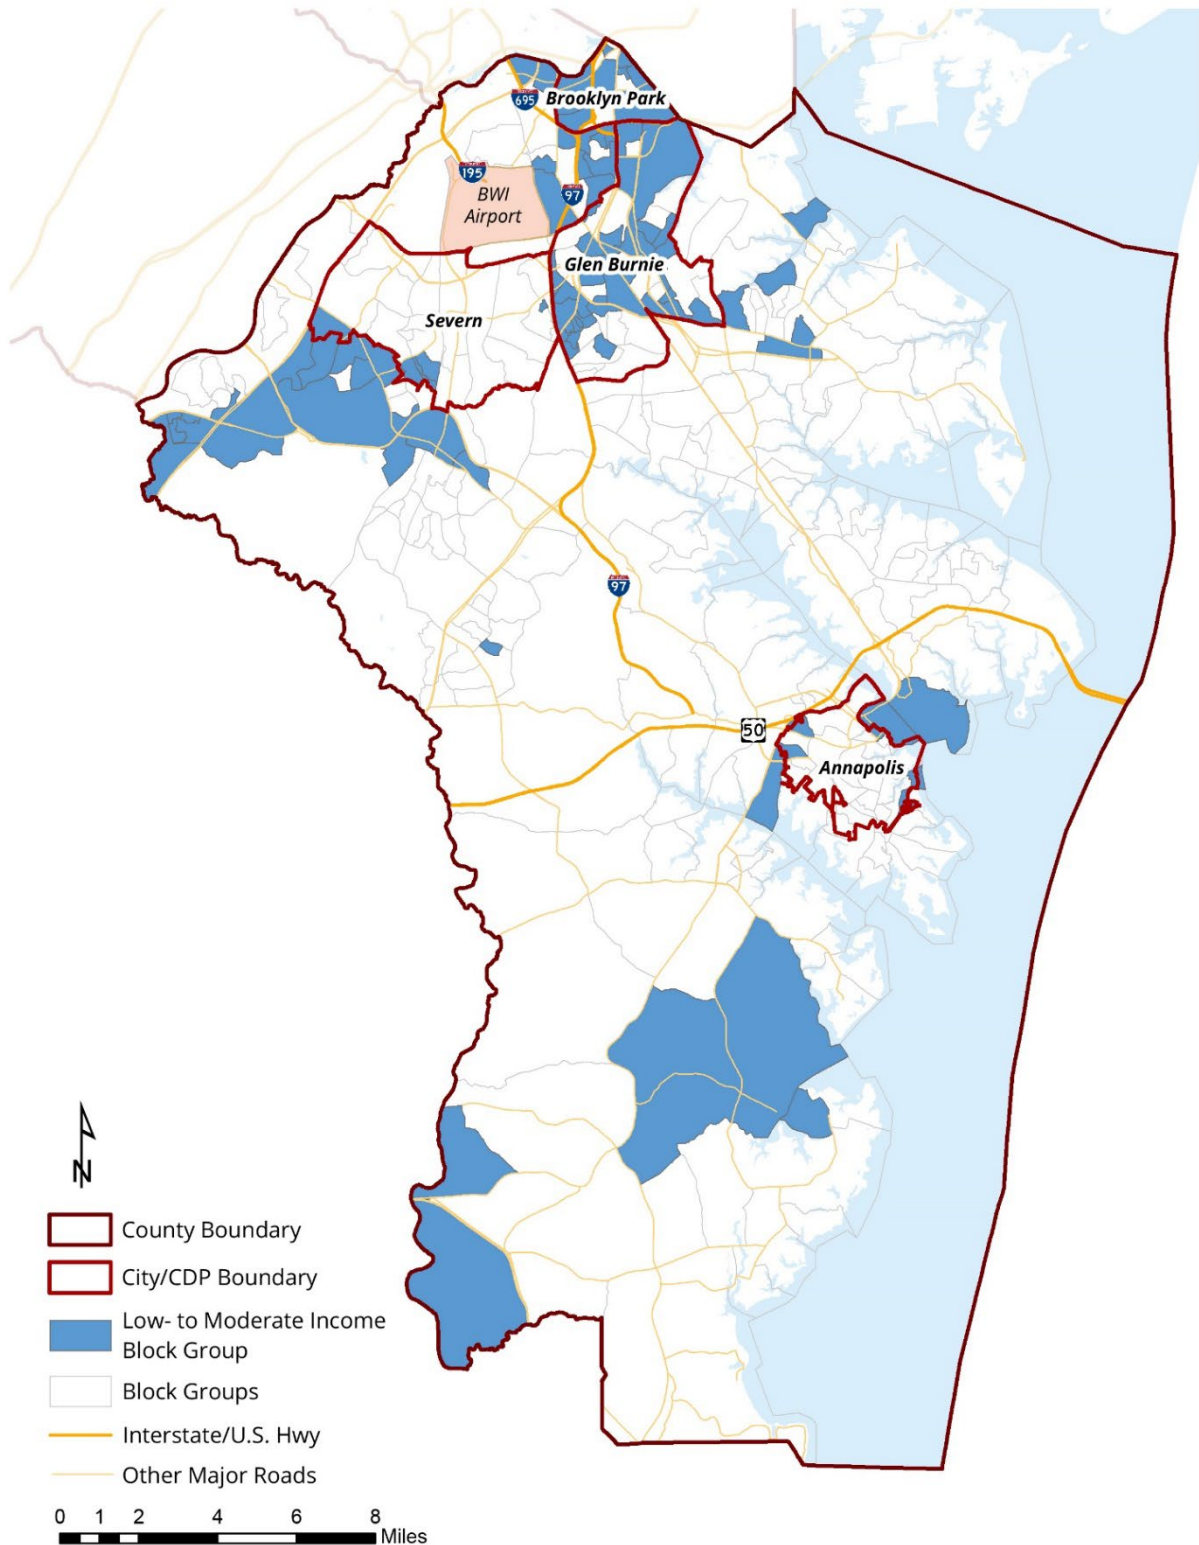 695
Brooklyn Park
195
BWI
Airport
97
Glen Burnie
Severn
97
50
Annapolis
N
County Boundary
City/CDP Boundary
Low- to Moderate Income
Block Group
Block Groups
Interstate/U.S. Hwy
Other Major Roads
0 1 2 4 6 8
Miles